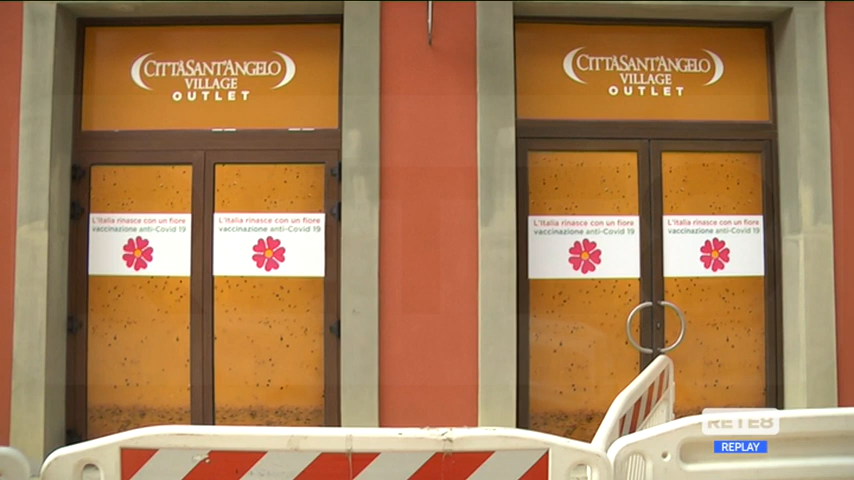 CITTÀSANT'ANGELO
VILLAGE
OUTLET
CITTÀSANT'ANGELO
VILLAGE
OUTLET
L'Italia rinasce con un fiore
vaccinazione anti-Covid 19
L'Italia rinasce con un fiore
vaccinazione anti-Covid 19
L'Italia rinasce con un fiore
vaccinazione anti-Covid 19
L'Italia rinasce con un fiore
vaccinazione anti-Covid 19
RETE8
REPLAY